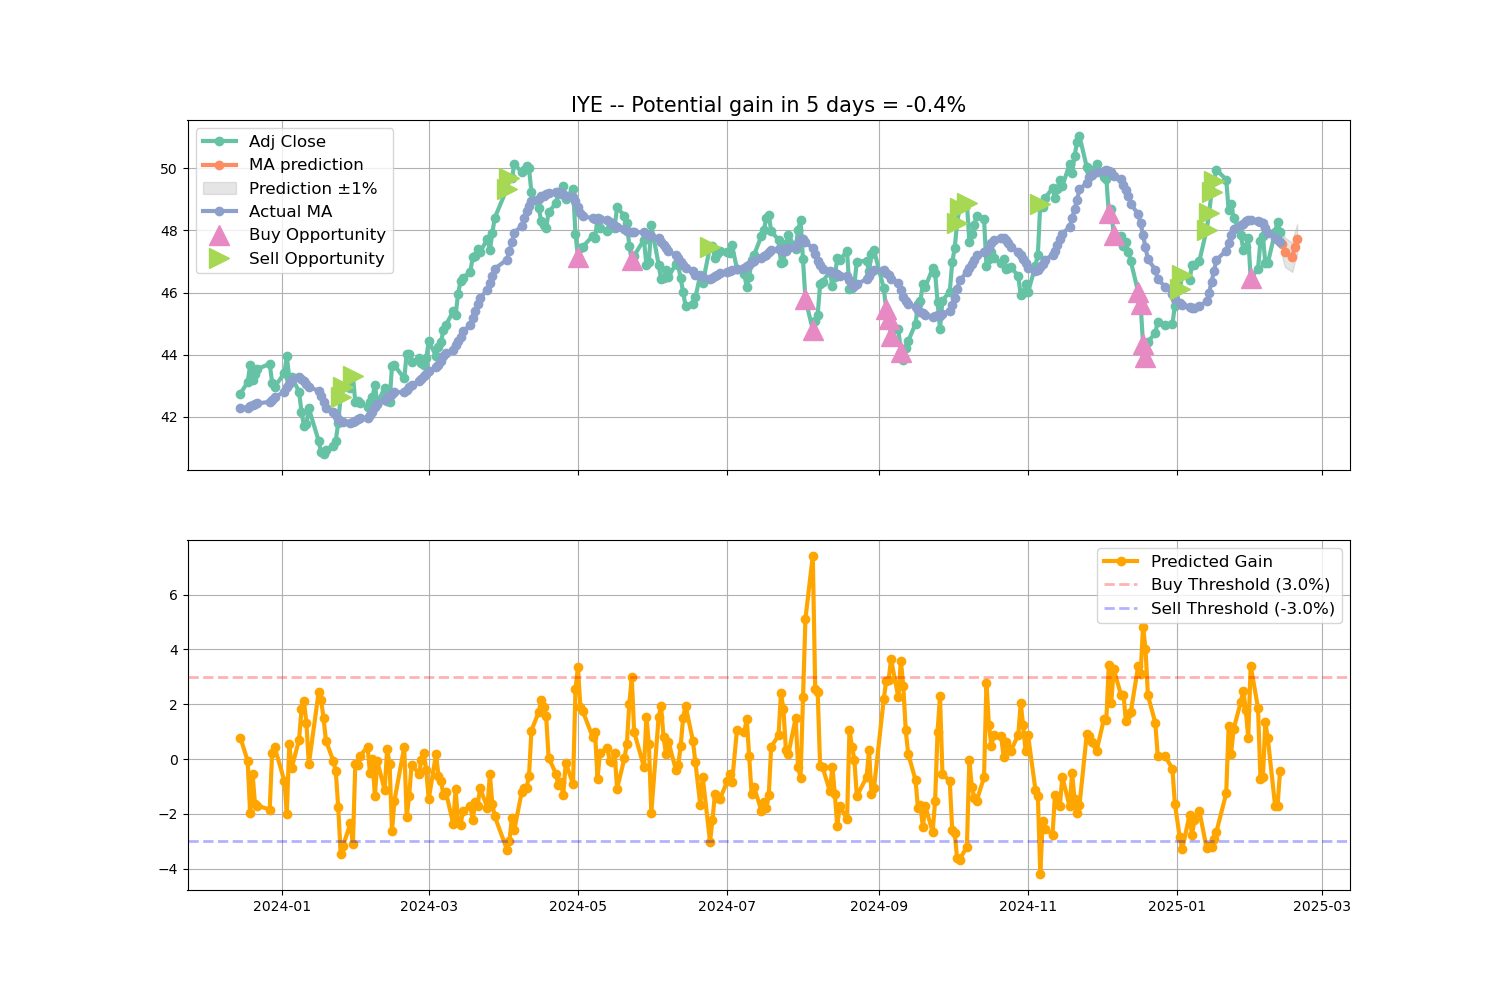 IYE -- Potential gain in 5 days = -0.4%
Adj Close
MA prediction
Prediction ±1%
Actual MA
Buy Opportunity
Sell Opportunity
50
48
46
44
42
Predicted Gain
Buy Threshold (3.0%)
Sell Threshold (-3.0%)
6
4
2
0
−2
−4
2024-01 2024-03 2024-05 2024-07 2024-09 2024-11 2025-01 2025-03